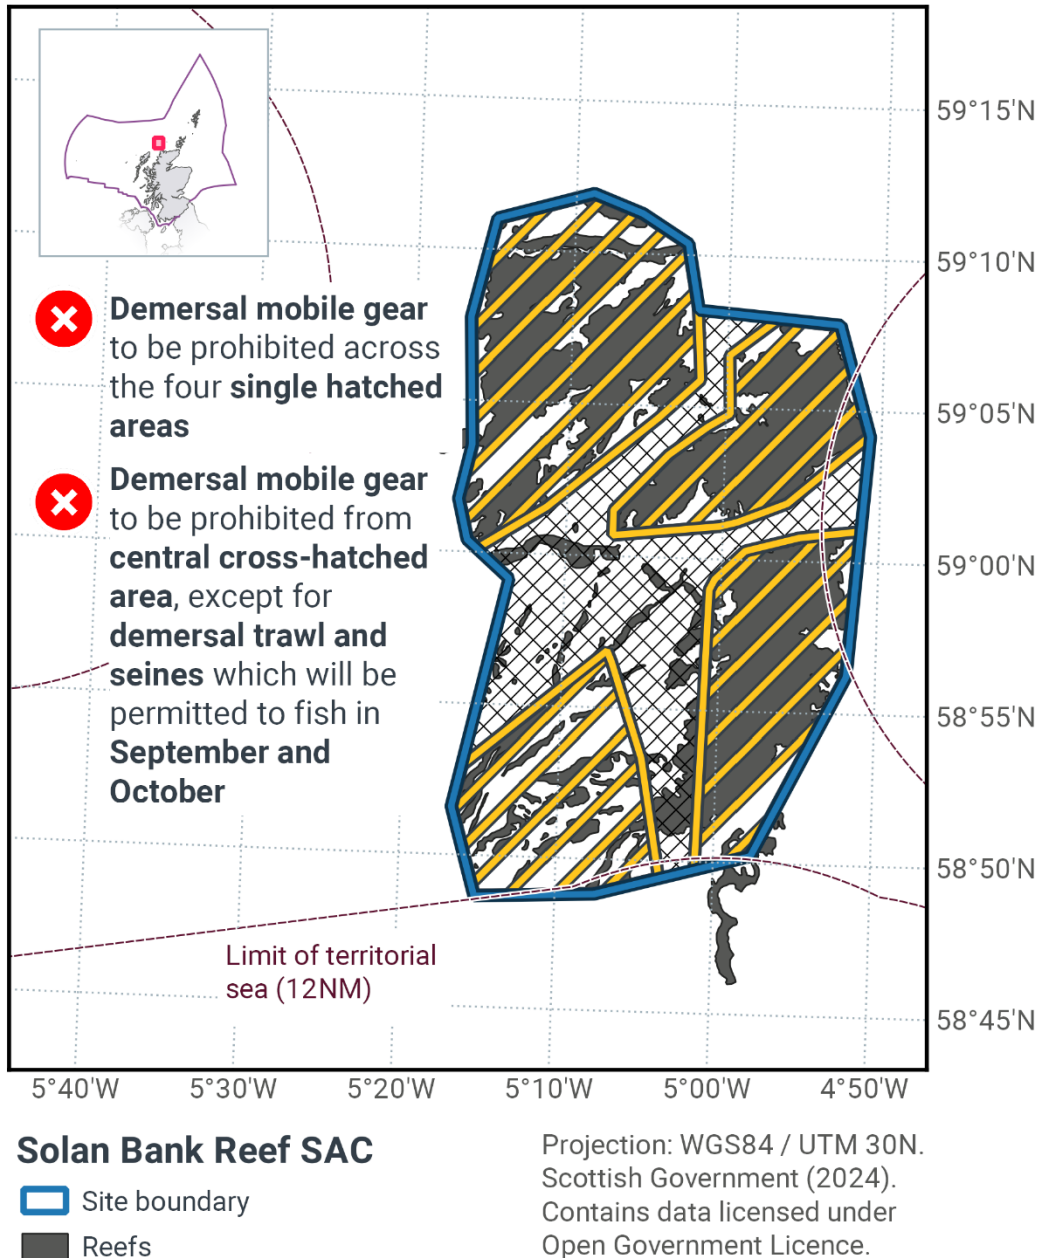 59°15'N
59°10'N
59°05'N
59°00'N
58°55'N
58°50'N
58°45'N
Demersal mobile gear
to be prohibited across
the four single hatched
areas
Demersal mobile gear
to be prohibited from
central cross-hatched
area, except for
demersal trawl and
seines which will be
permitted to fish in
September and
October
Limit of territorial
sea (12NM)
5°40'W 5°30'W 5°20'W 5°10'W 5°00'W 4°50'W
Solan Bank Reef SAC
Site boundary
Reefs
Projection: WGS84 / UTM 30N.
Scottish Government (2024).
Contains data licensed under
Open Government Licence.